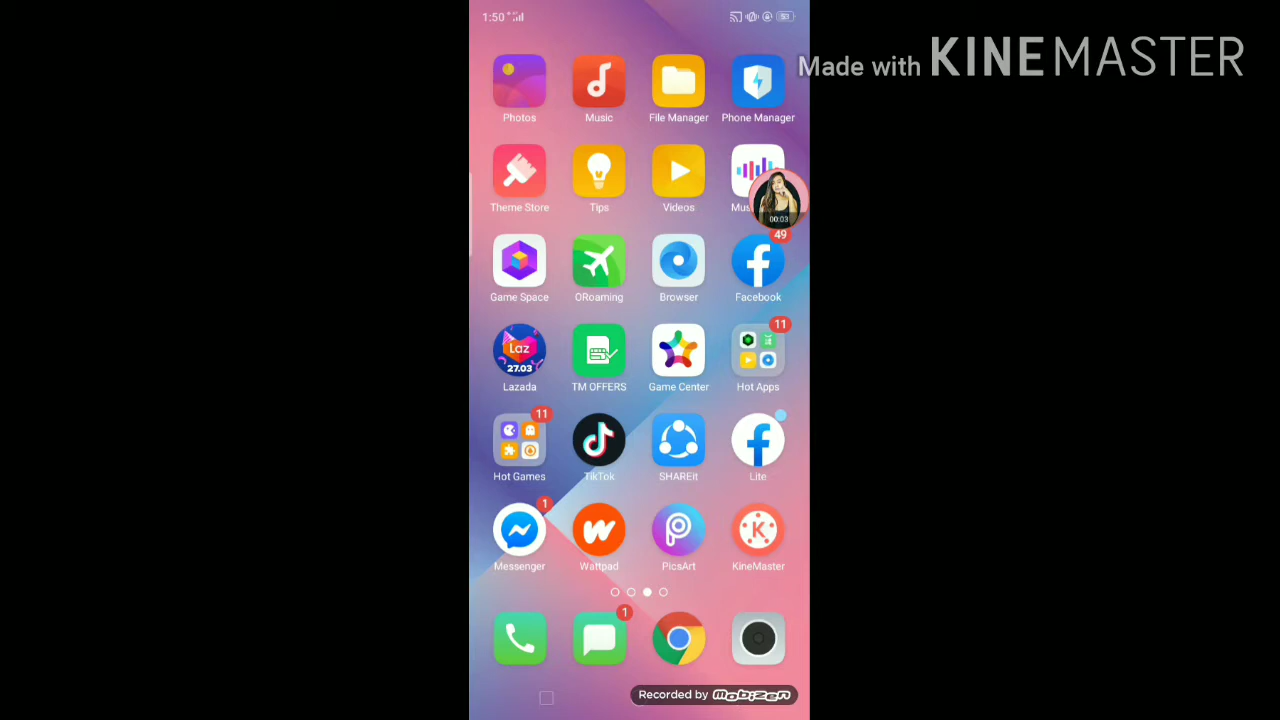 1:50
53
Made with KINEMASTER
Photos
Music
File Manager
Phone Manager
Theme Store
Tips
Videos
Mus
00:03
49
Game Space
ORoaming
Browser
Facebook
11
Laz
27.03
Lazada
TM OFFERS
Game Center
Hot Apps
11
Hot Games
TikTok
SHAREit
Lite
1
Messenger
Wattpad
PicsArt
K
KineMaster
1
Recorded by mobizen